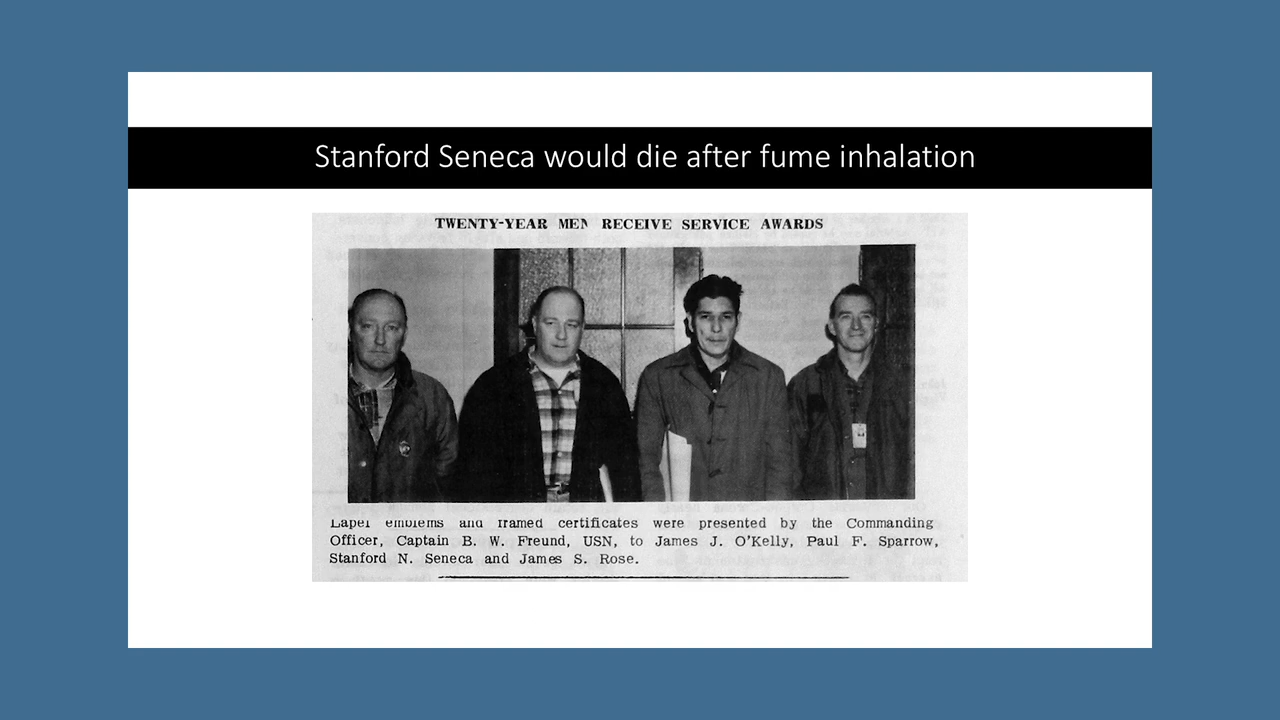 Stanford Seneca would die after fume inhalation
TWENTY-YEAR MEN RECEIVE SERVICE AWARDS
Lapel emblems and framed certificates were presented by the Commanding
Officer, Captain B. W. Freund, USN, to James J. O'Kelly, Paul F. Sparrow,
Stanford N. Seneca and James S. Rose.